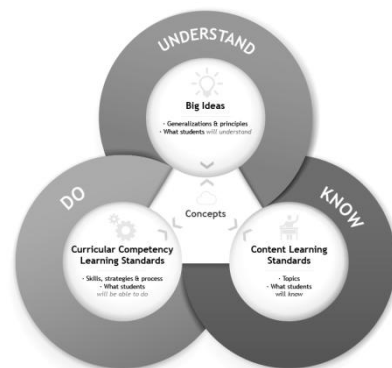 UNDERSTAND
Big Ideas
· Generalizations & principles
· What students will understand
DO
Concepts
KNOW
Curricular Competency
Learning Standards
· Skills, strategies & process
· What students
will be able to do
Content Learning
Standards
· Topics
· What students
will know